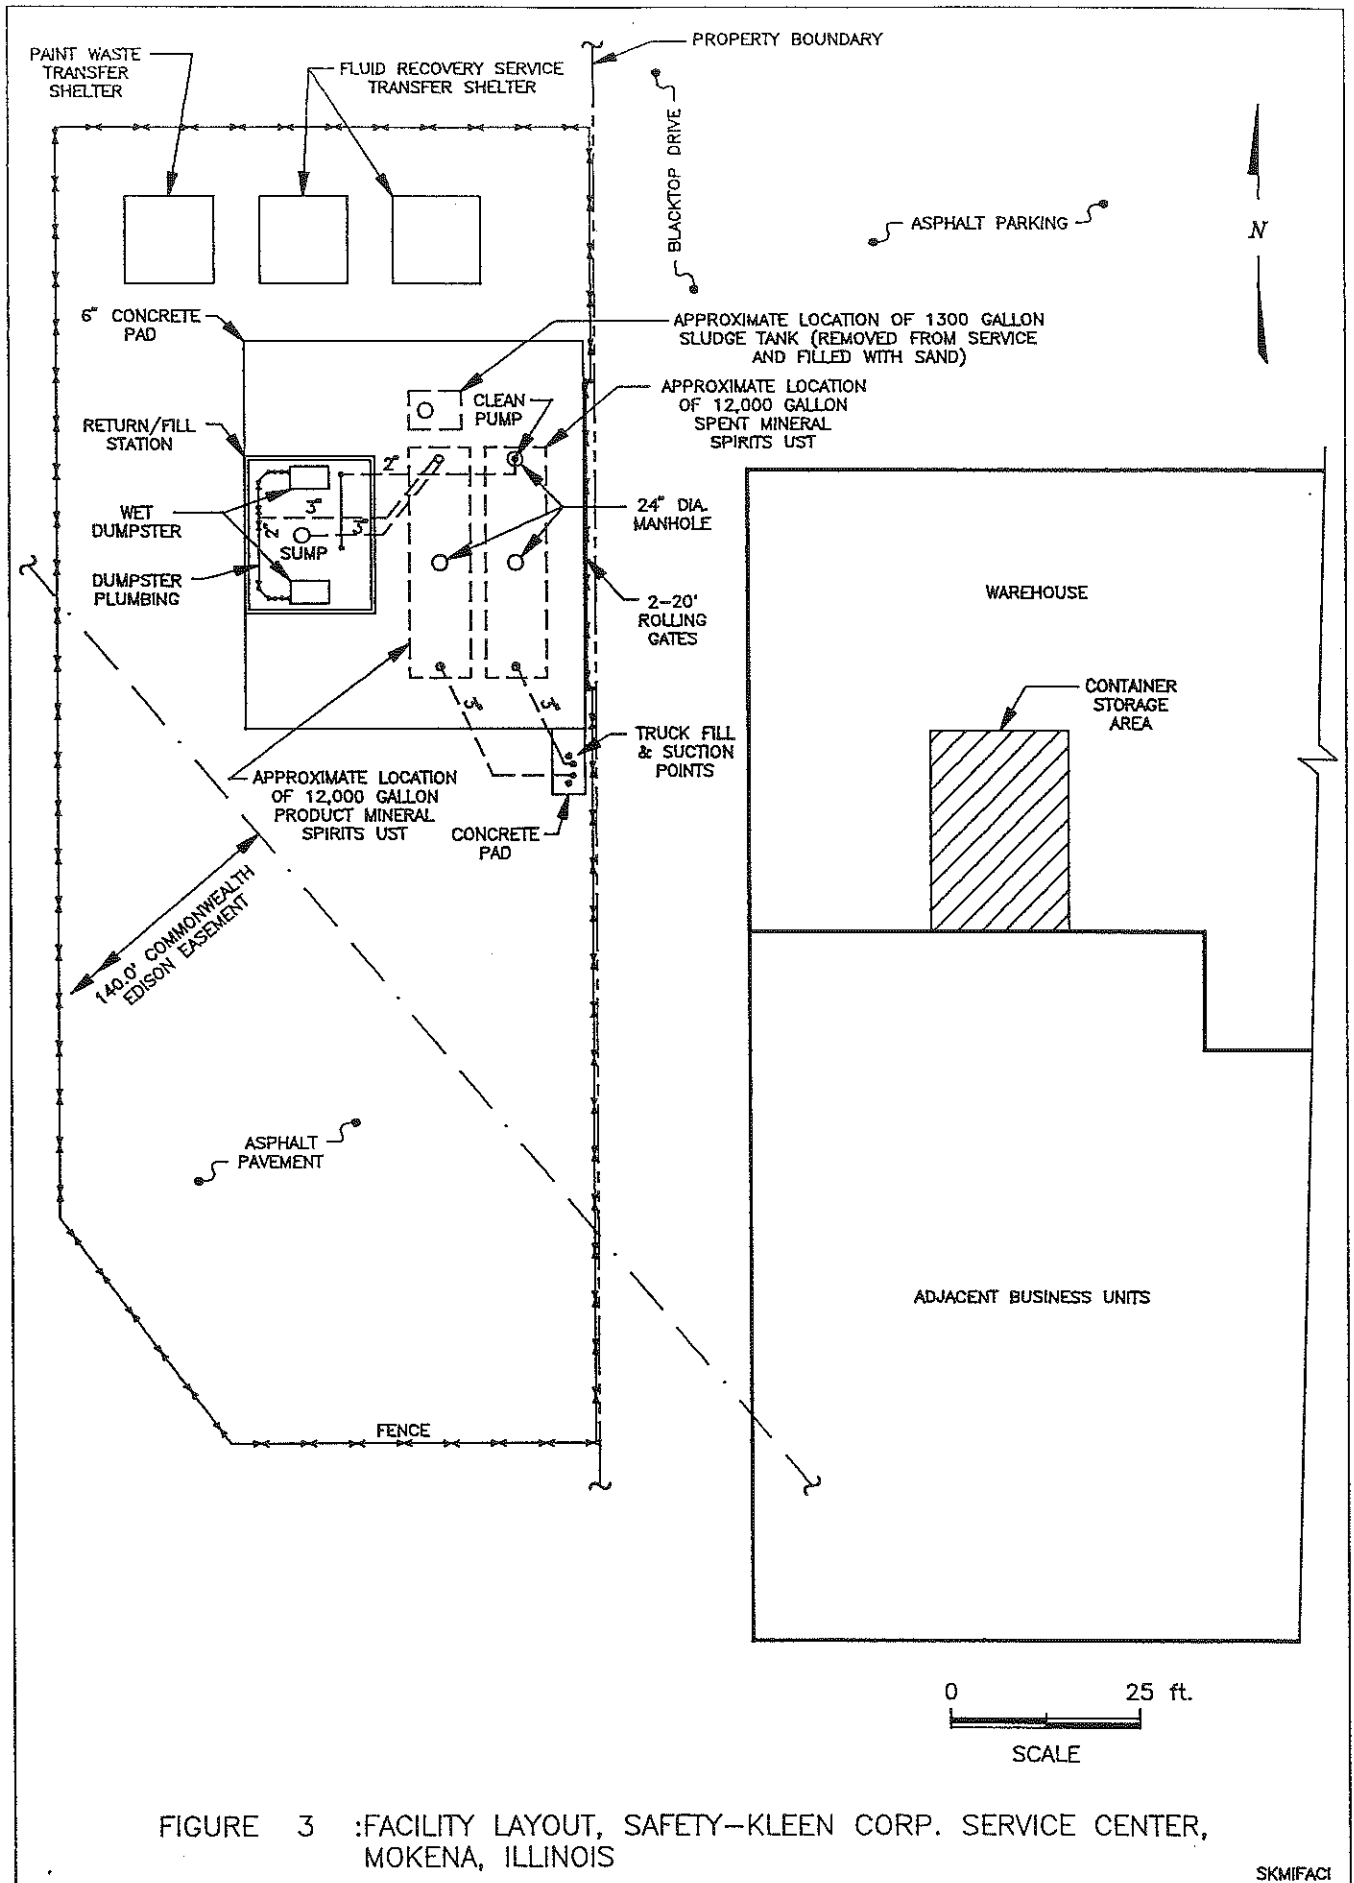 PROPERTY BOUNDARY
PAINT WASTE
TRANSFER
SHELTER
FLUID RECOVERY SERVICE
TRANSFER SHELTER
BLACKTOP DRIVE
ASPHALT PARKING
N
6" CONCRETE
PAD
APPROXIMATE LOCATION OF 1300 GALLON
SLUDGE TANK (REMOVED FROM SERVICE
AND FILLED WITH SAND)
CLEAN
PUMP
APPROXIMATE LOCATION
OF 12,000 GALLON
SPENT MINERAL
SPIRITS UST
RETURN/FILL
STATION
2"
3"
2"
3"
SUMP
WET
DUMPSTER
24" DIA.
MANHOLE
DUMPSTER
PLUMBING
2-20'
ROLLING
GATES
WAREHOUSE
CONTAINER
STORAGE
AREA
3"
3"
TRUCK FILL
& SUCTION
POINTS
APPROXIMATE LOCATION
OF 12,000 GALLON
PRODUCT MINERAL
SPIRITS UST
CONCRETE
PAD
140.0' COMMONWEALTH
EDISON EASEMENT
ASPHALT
PAVEMENT
ADJACENT BUSINESS UNITS
FENCE
0 25 ft.
SCALE
FIGURE 3 :FACILITY LAYOUT, SAFETY-KLEEN CORP. SERVICE CENTER,
MOKENA, ILLINOIS
SKMIFACI